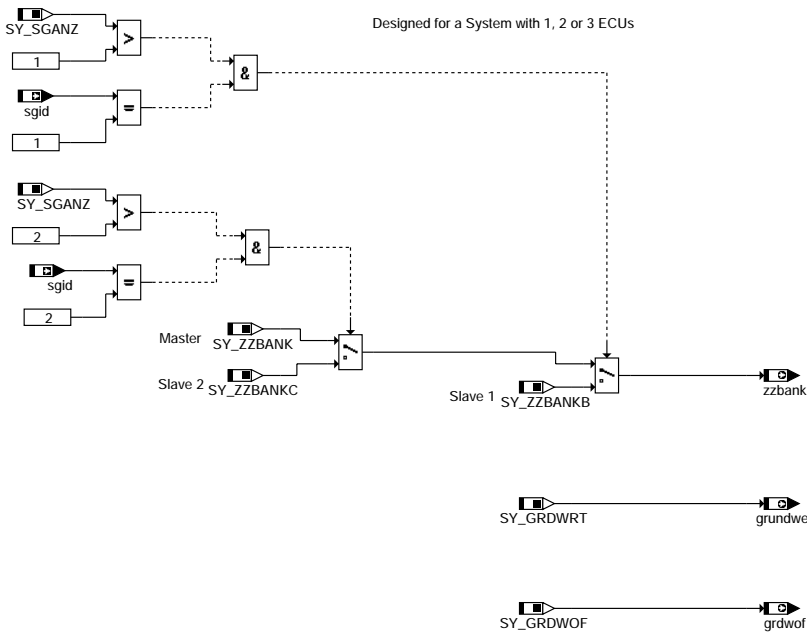 Designed for a System with 1, 2 or 3 ECUs
SY_SGANZ
>
1
&
sgid
=
1
SY_SGANZ
>
2
&
sgid
=
2
Master
SY_ZZBANK
Slave 2
SY_ZZBANKC
Slave 1
SY_ZZBANKB
zzbank
SY_GRDWRT
grundwe
SY_GRDWOF
grdwof